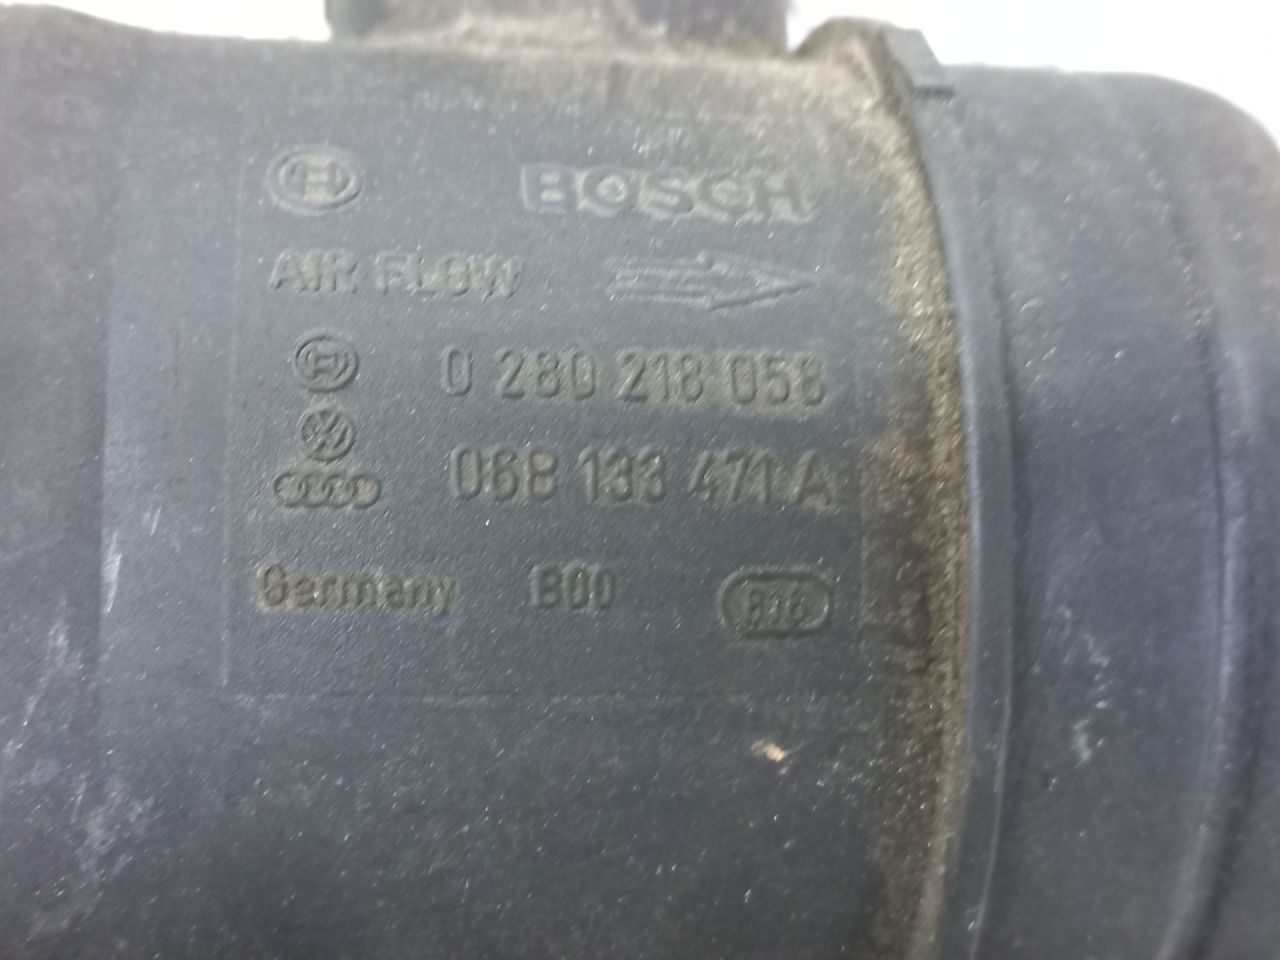 BOSCH
AIR FLOW
0 280 218 058
06B 133 471 A
Germany B00